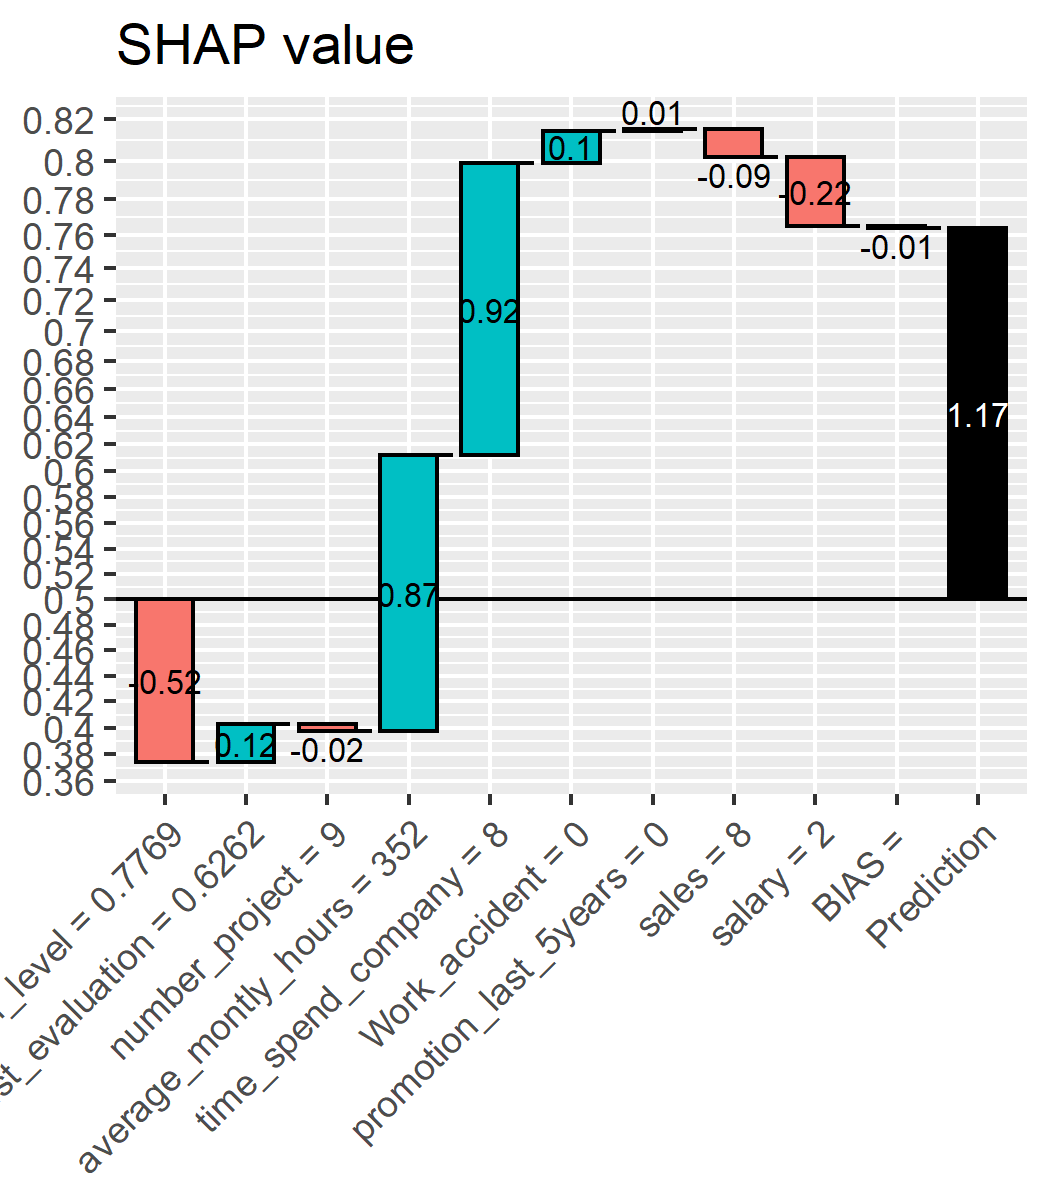 SHAP value
0.82
0.8
0.78
0.76
0.74
0.72
0.7
0.68
0.66
0.64
0.62
0.6
0.58
0.56
0.54
0.52
0.5
0.48
0.46
0.44
0.42
0.4
0.38
0.36
-0.52
0.12
-0.02
0.87
0.92
0.1
0.01
-0.09
-0.22
-0.01
1.17
_level = 0.7769
st_evaluation = 0.6262
number_project = 9
average_montly_hours = 352
time_spend_company = 8
Work_accident = 0
promotion_last_5years = 0
sales = 8
salary = 2
BIAS =
Prediction